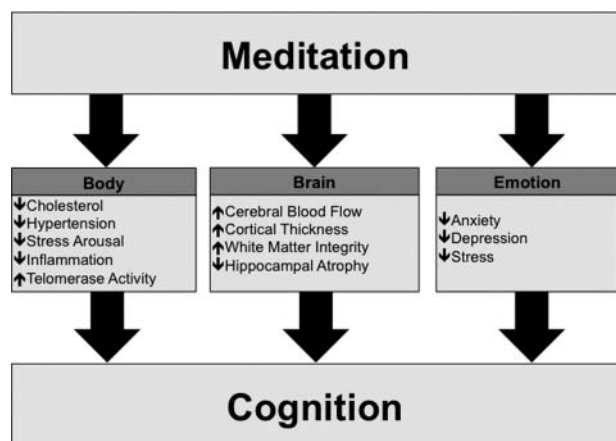 Meditation
Body
↓Cholesterol
↓Hypertension
↓Stress Arousal
↓Inflammation
↑Telomerase Activity
Brain
↑Cerebral Blood Flow
↑Cortical Thickness
↑White Matter Integrity
↓Hippocampal Atrophy
Emotion
↓Anxiety
↓Depression
↓Stress
Cognition